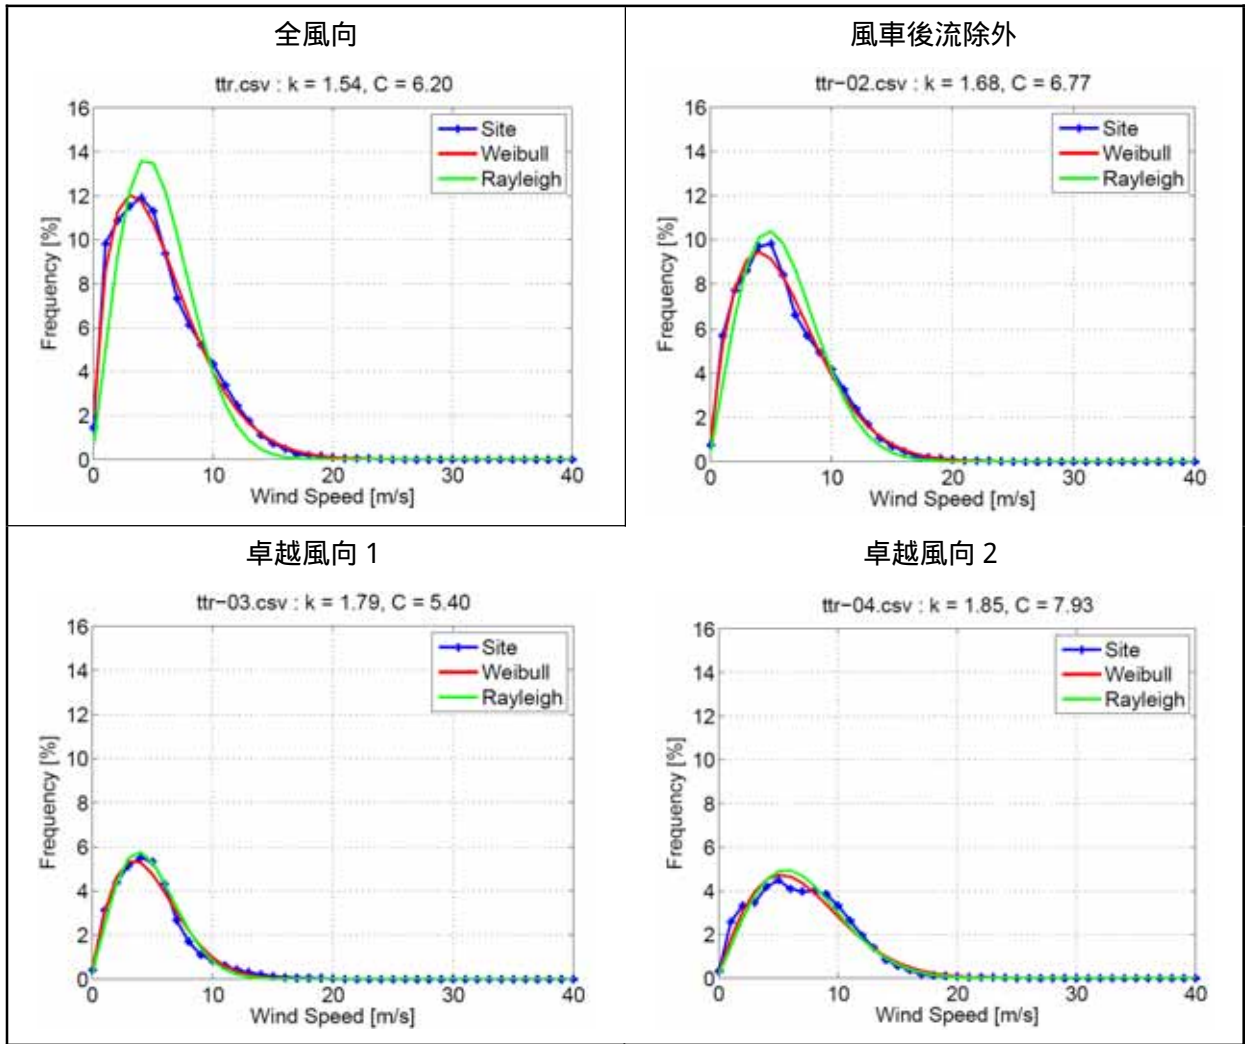 全風向
ttr.csv : k = 1.54, C = 6.20
16
14
12
10
8
6
4
2
0
Frequency [%]
Site
Weibull
Rayleigh
0 10 20 30 40
Wind Speed [m/s]
風車後流除外
ttr−02.csv : k = 1.68, C = 6.77
16
14
12
10
8
6
4
2
0
Frequency [%]
Site
Weibull
Rayleigh
0 10 20 30 40
Wind Speed [m/s]
卓越風向 1
ttr−03.csv : k = 1.79, C = 5.40
16
14
12
10
8
6
4
2
0
Frequency [%]
Site
Weibull
Rayleigh
0 10 20 30 40
Wind Speed [m/s]
卓越風向 2
ttr−04.csv : k = 1.85, C = 7.93
16
14
12
10
8
6
4
2
0
Frequency [%]
Site
Weibull
Rayleigh
0 10 20 30 40
Wind Speed [m/s]